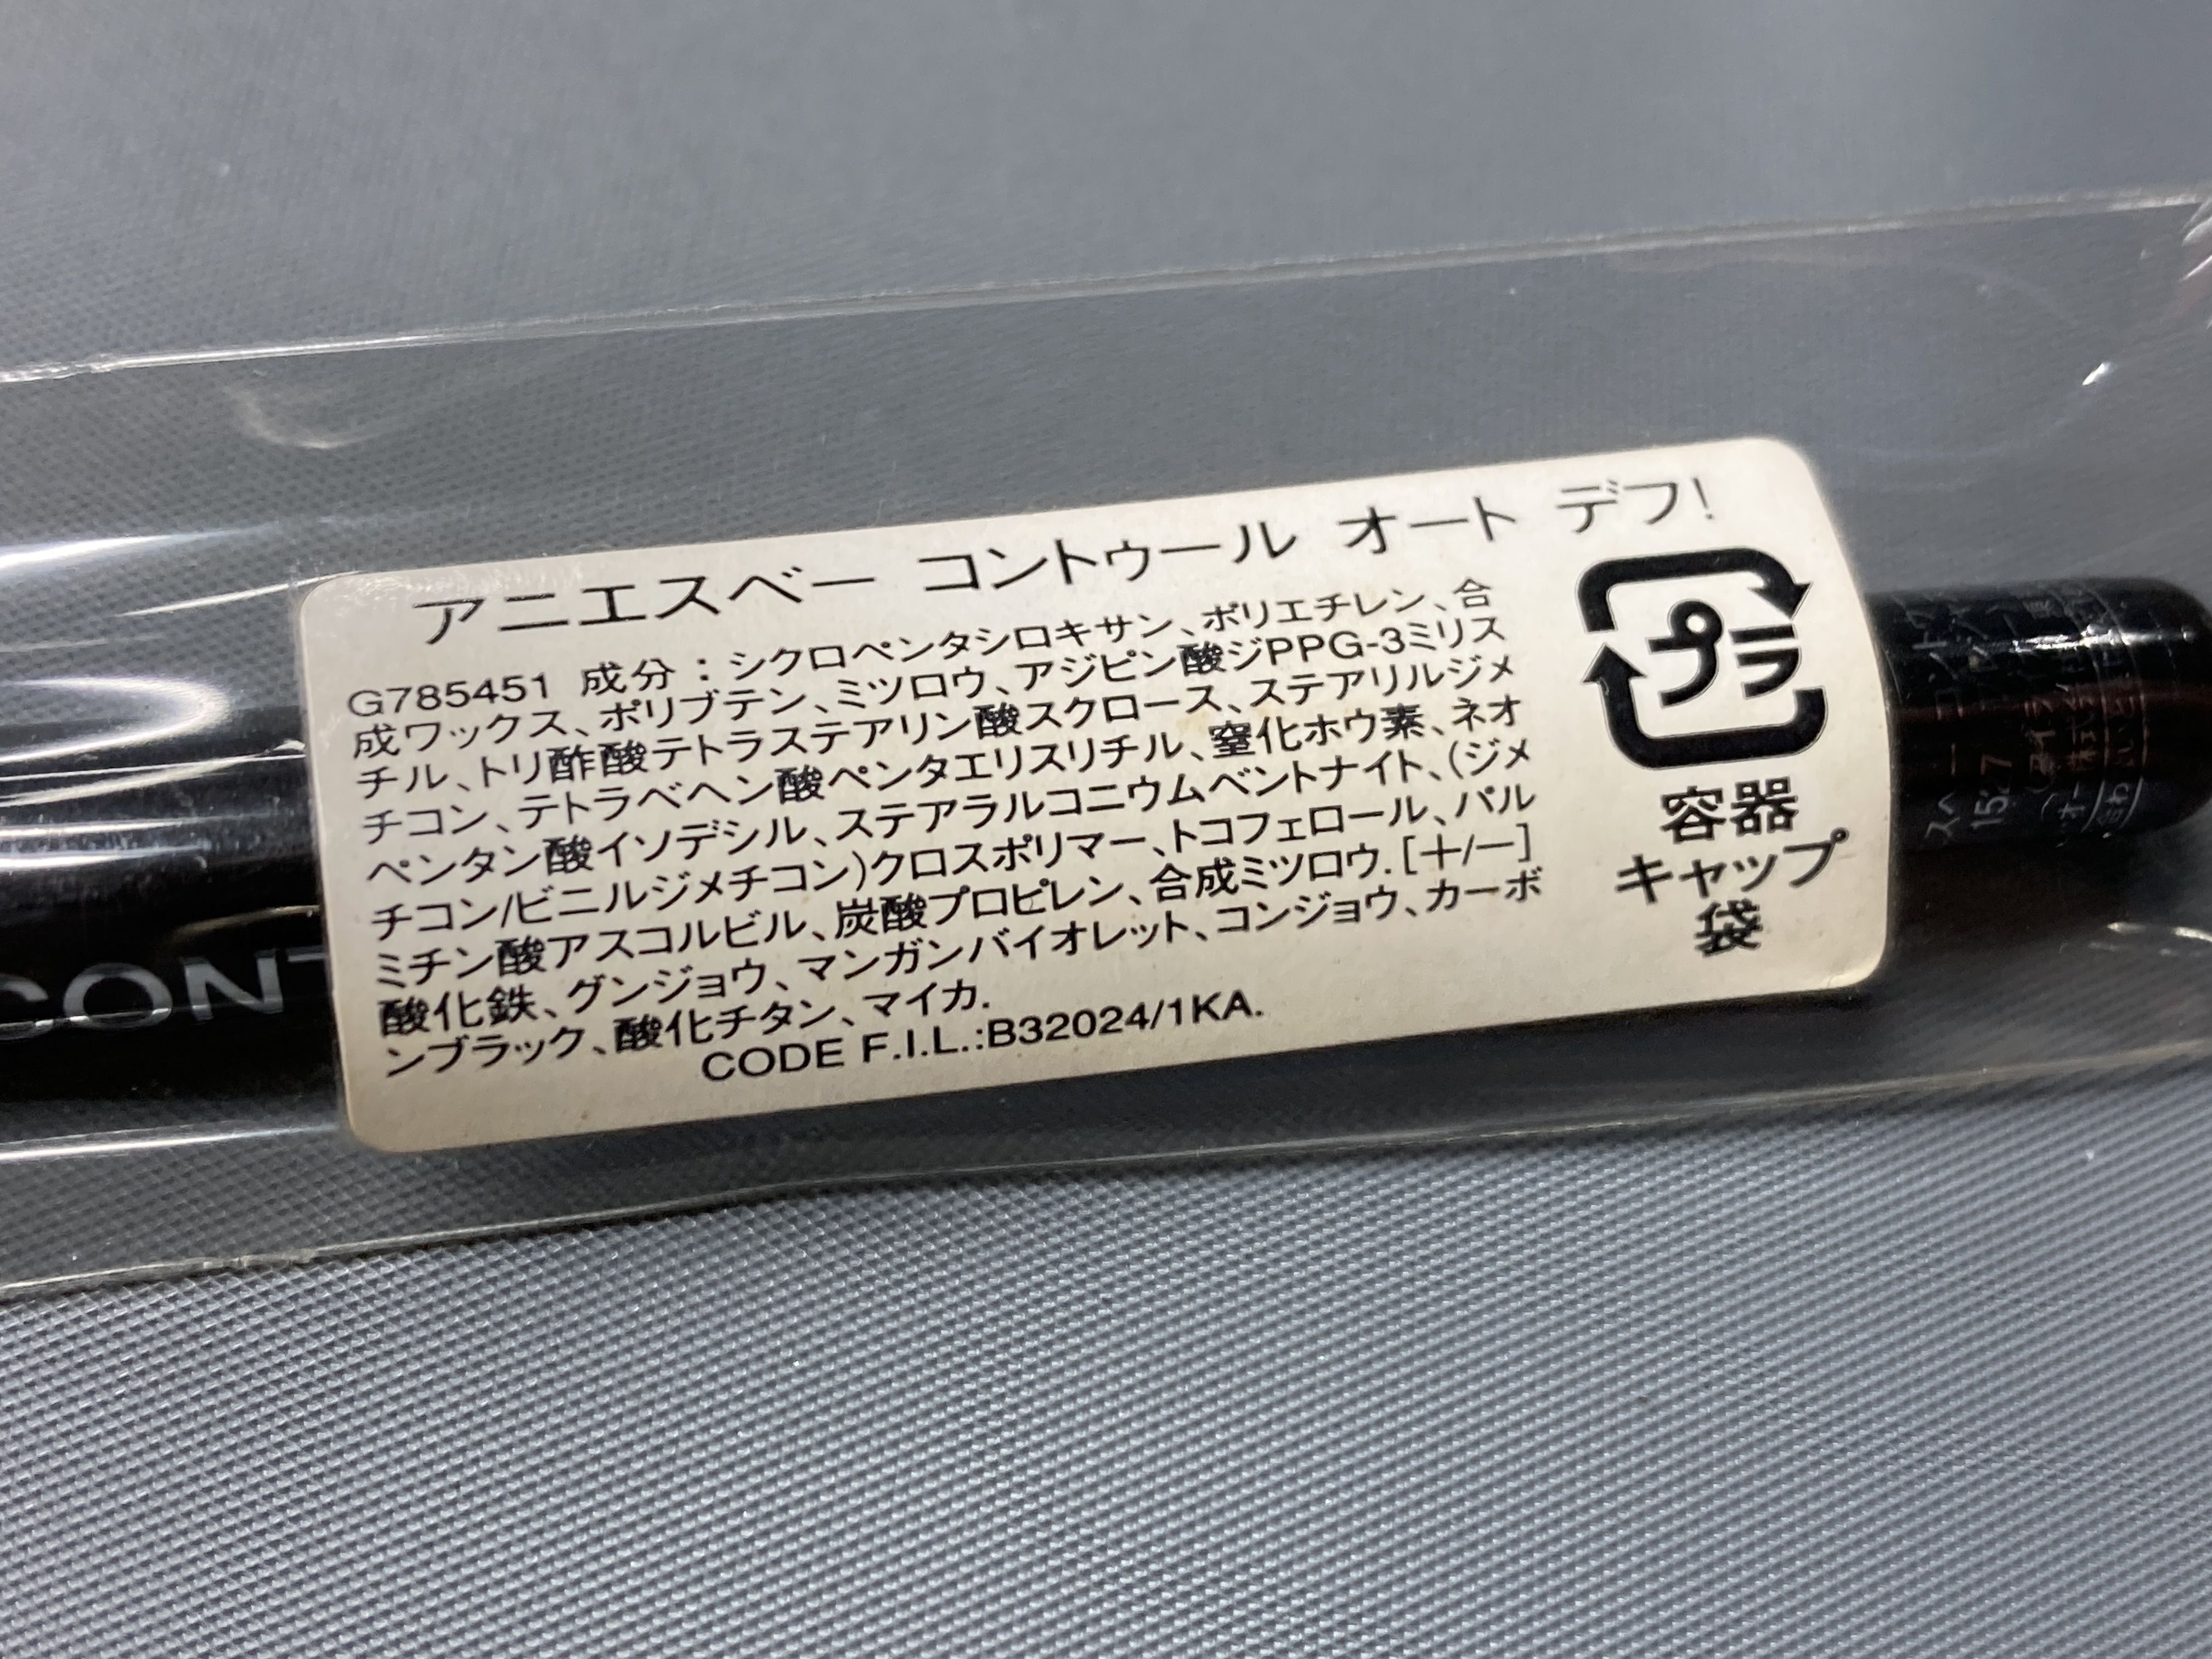 アニエスベー コントゥール オート デフ!
G785451 成分：シクロペンタシロキサン、ポリエチレン、合
成ワックス、ポリブテン、ミツロウ、アジピン酸ジPPG-3ミリス
チル、トリ酢酸テトラステアリン酸スクロース、ステアリルジメ
チコン、テトラベヘン酸ペンタエリスリチル、窒化ホウ素、ネオ
ペンタン酸イソデシル、ステアラルコニウムベントナイト、(ジメ
チコン/ビニルジメチコン)クロスポリマー、トコフェロール、パル
ミチン酸アスコルビル、炭酸プロピレン、合成ミツロウ.[＋/－]
酸化鉄、グンジョウ、マンガンバイオレット、コンジョウ、カーボ
ンブラック、酸化チタン、マイカ.
CODE F.I.L.:B32024/1KA.
プラ
容器
キャップ
袋
CONT